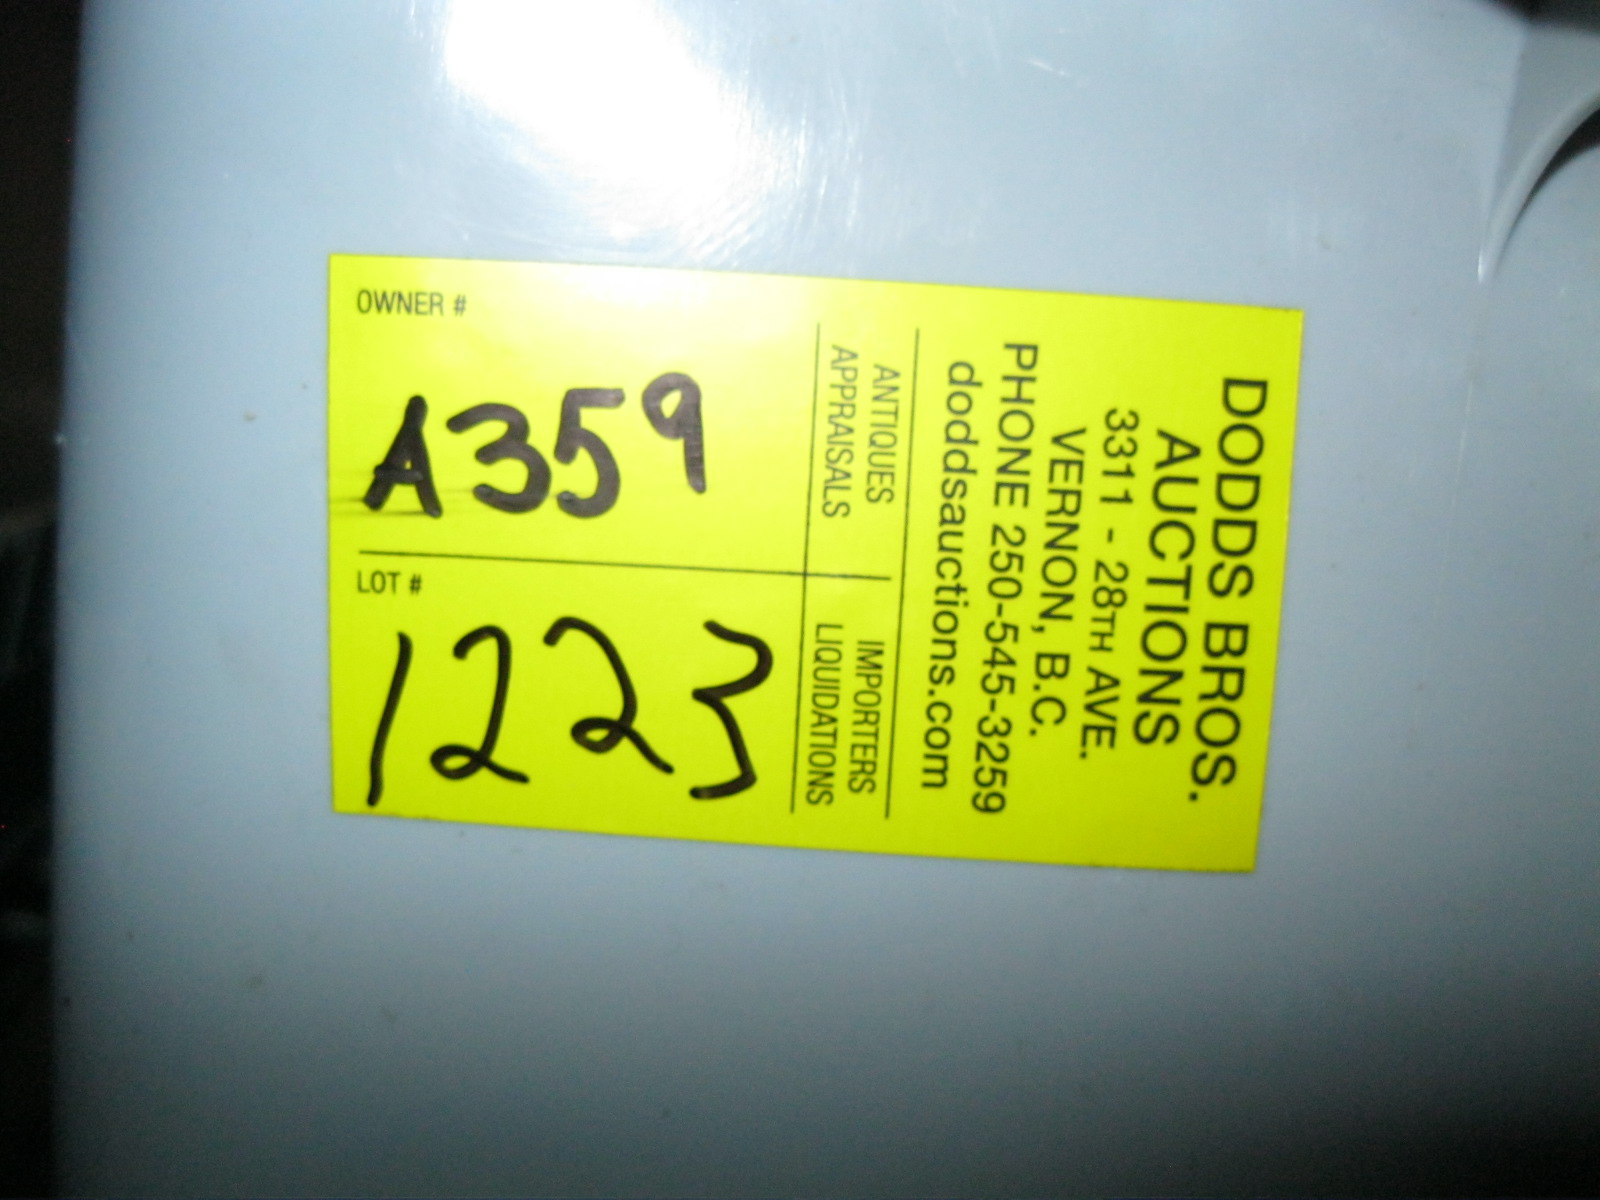 DODDS BROS.
AUCTIONS
3311 - 28TH AVE.
VERNON, B.C.
PHONE 250-545-3259
doddsauctions.com
ANTIQUES
APPRAISALS
IMPORTERS
LIQUIDATIONS
OWNER #
A359
LOT #
1223